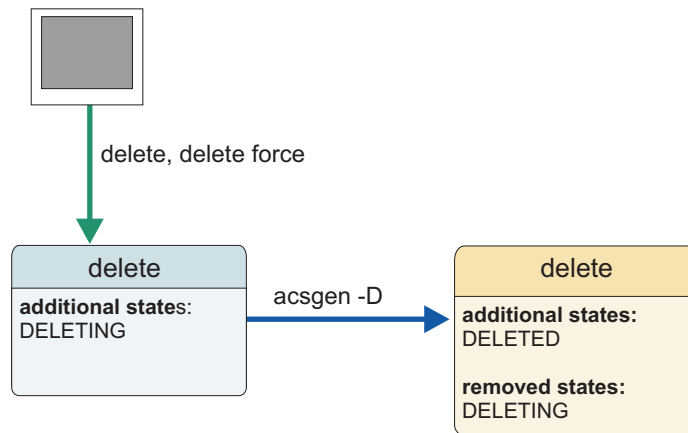 delete, delete force
delete
additional states:
DELETING
acsgen -D
delete
additional states:
DELETED
removed states:
DELETING